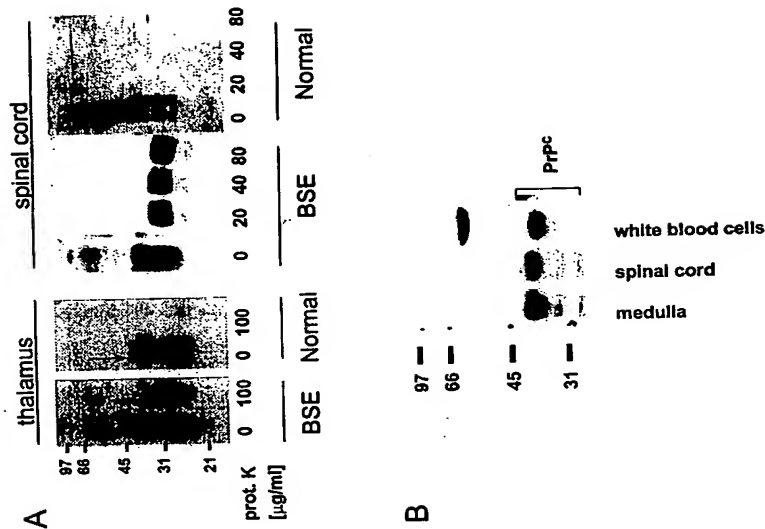 A
thalamus
spinal cord
97
66
45
31
21
prot. K 0 100 0 100 0 20 40 80 0 20 40 80
[µg/ml]
BSE Normal BSE Normal
B
97
66
45
31
PrPᶜ
medulla
spinal cord
white blood cells